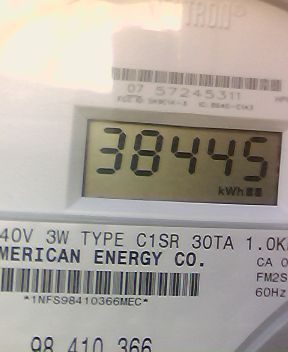 TRON®
07 57245311
38445
kWh
40V 3W TYPE C1SR 30TA 1.0K
MERICAN ENERGY CO.
CA 0
FM2S
*1NFS98410366MEC*
60Hz
98 410 366